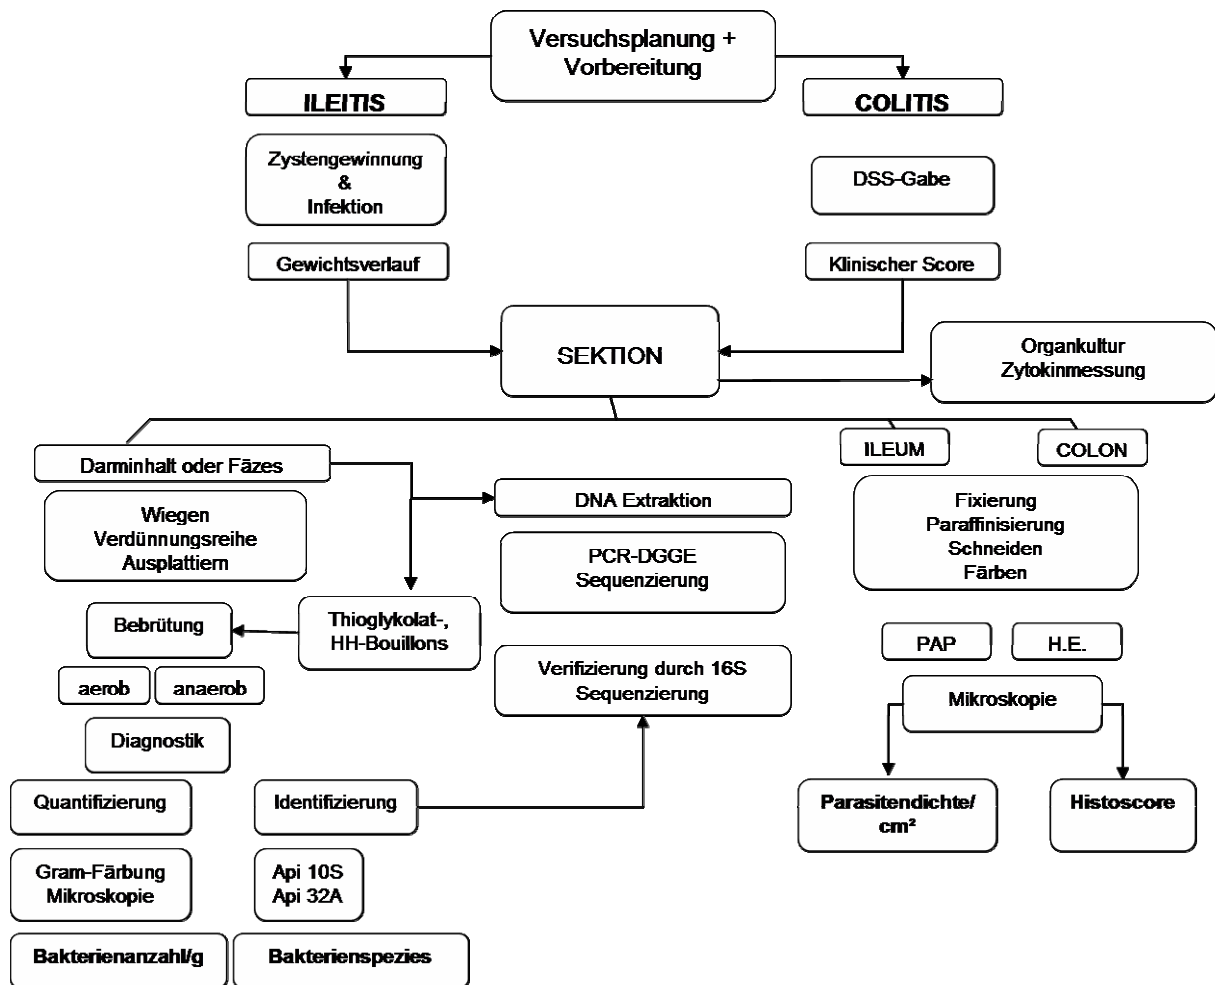 Versuchsplanung +
Vorbereitung
ILEITIS
COLITIS
Zystengewinnung
&
Infektion
DSS-Gabe
Gewichtsverlauf
Klinischer Score
SEKTION
Organkultur
Zytokinmessung
Darminhalt oder Fäzes
ILEUM
COLON
Wiegen
Verdünnungsreihe
Ausplattiern
DNA Extraktion
PCR-DGGE
Sequenzierung
Fixierung
Paraffinisierung
Schneiden
Färben
Bebrütung
Thioglykolat-,
HH-Bouillons
aerob
anaerob
Verifizierung durch 16S
Sequenzierung
PAP
H.E.
Mikroskopie
Diagnostik
Quantifizierung
Identifizierung
Parasitendichte/
cm²
Histoscore
Gram-Färbung
Mikroskopie
Api 10S
Api 32A
Bakterienanzahl/g
Bakterienspezies